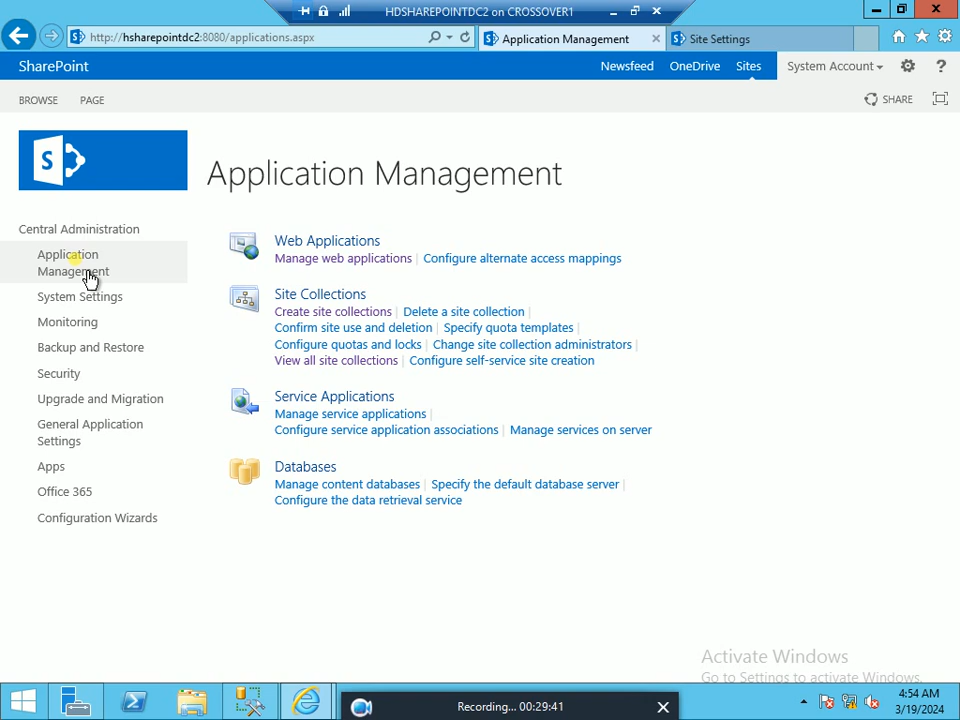 HDSHAREPOINTDC2 on CROSSOVER1
http://hsharepointdc2:8080/applications.aspx
Application Management
Site Settings
SharePoint
Newsfeed
OneDrive
Sites
System Account
?
BROWSE
PAGE
SHARE
S
Application Management
Central Administration
Application
Management
System Settings
Monitoring
Backup and Restore
Security
Upgrade and Migration
General Application
Settings
Apps
Office 365
Configuration Wizards
Web Applications
Manage web applications | Configure alternate access mappings
Site Collections
Create site collections | Delete a site collection |
Confirm site use and deletion | Specify quota templates |
Configure quotas and locks | Change site collection administrators |
View all site collections | Configure self-service site creation
Service Applications
Manage service applications |
Configure service application associations | Manage services on server
Databases
Manage content databases | Specify the default database server |
Configure the data retrieval service
Activate Windows
Go to Settings to activate Windows.
Recording... 00:29:41
4:54 AM
3/19/2024